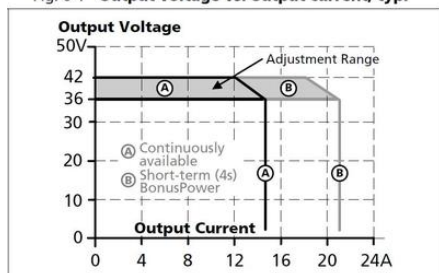 Output Voltage
50V
Adjustment Range
42
A
B
36
30
A Continuously
available
20
B Short-term (4s)
BonusPower
A
B
10
Output Current
0
0 4 8 12 16 20 24A